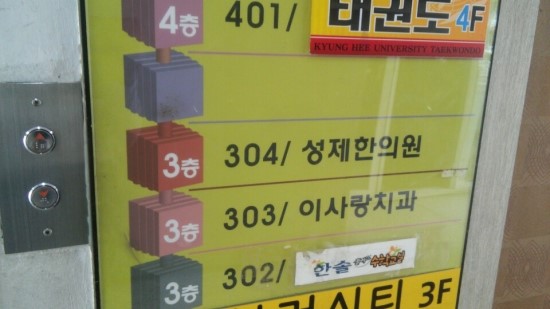 4층 401/ 태권도 4F
KYUNG HEE UNIVERSITY TAEKWONDO
3층 304/ 성제한의원
3층 303/ 이사랑치과
3층 302/ 한솔
3F